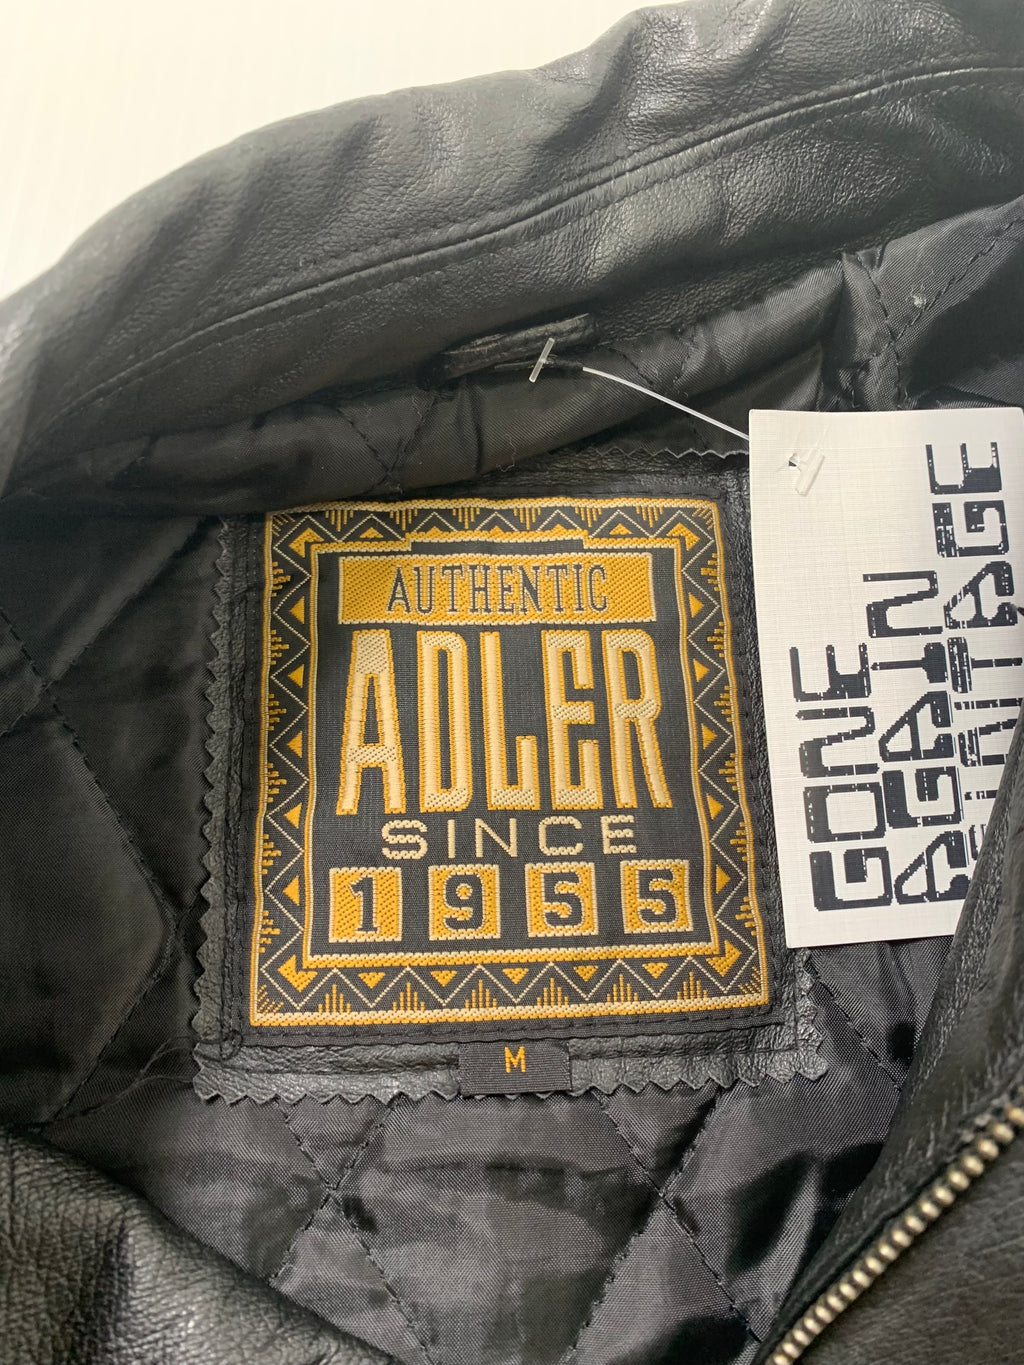 AUTHENTIC
ADLER
SINCE
1955
M
GONE
AGAIN
VINTAGE